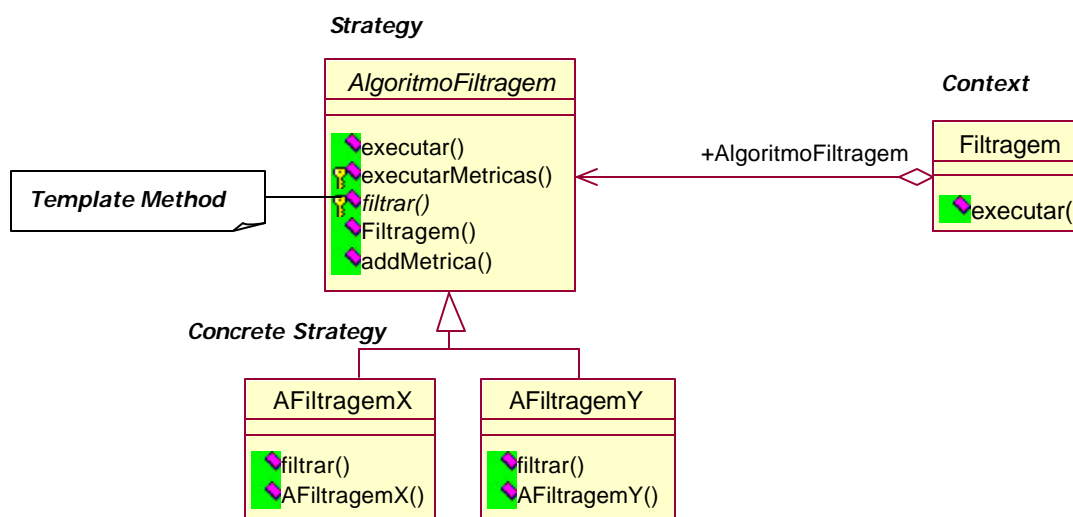 Strategy
AlgoritmoFiltragem
executar()
executarMetricas()
filtrar()
Filtragem()
addMetrica()
Template Method
+AlgoritmoFiltragem
Context
Filtragem
executar(
Concrete Strategy
AFiltragemX
filtrar()
AFiltragemX()
AFiltragemY
filtrar()
AFiltragemY()